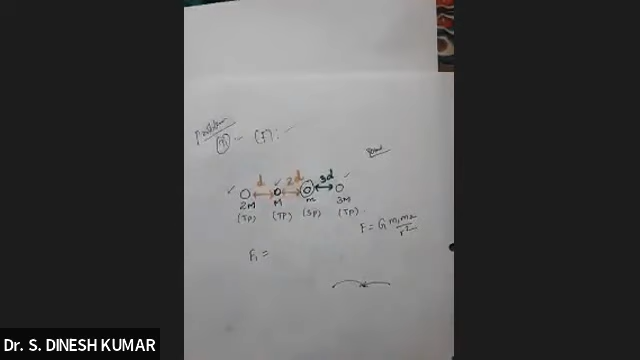 Problem
d 2d 3d
2M M m 3M
(TP) (TP) (SP) (TP)
F = G m₁m₂
r²
F₁ =
Dr. S. DINESH KUMAR